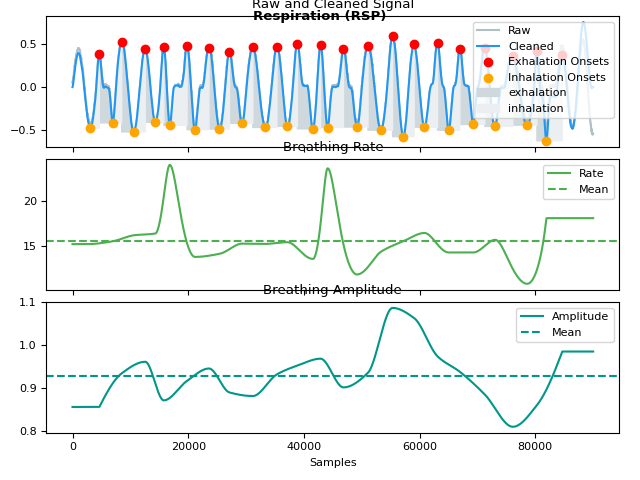 Raw and Cleaned Signal
Respiration (RSP)
0.5
0.0
−0.5
Raw
Cleaned
Exhalation Onsets
Inhalation Onsets
exhalation
inhalation
Breathing Rate
20
15
Rate
Mean
Breathing Amplitude
1.1
1.0
0.9
0.8
Amplitude
Mean
0 20000 40000 60000 80000
Samples